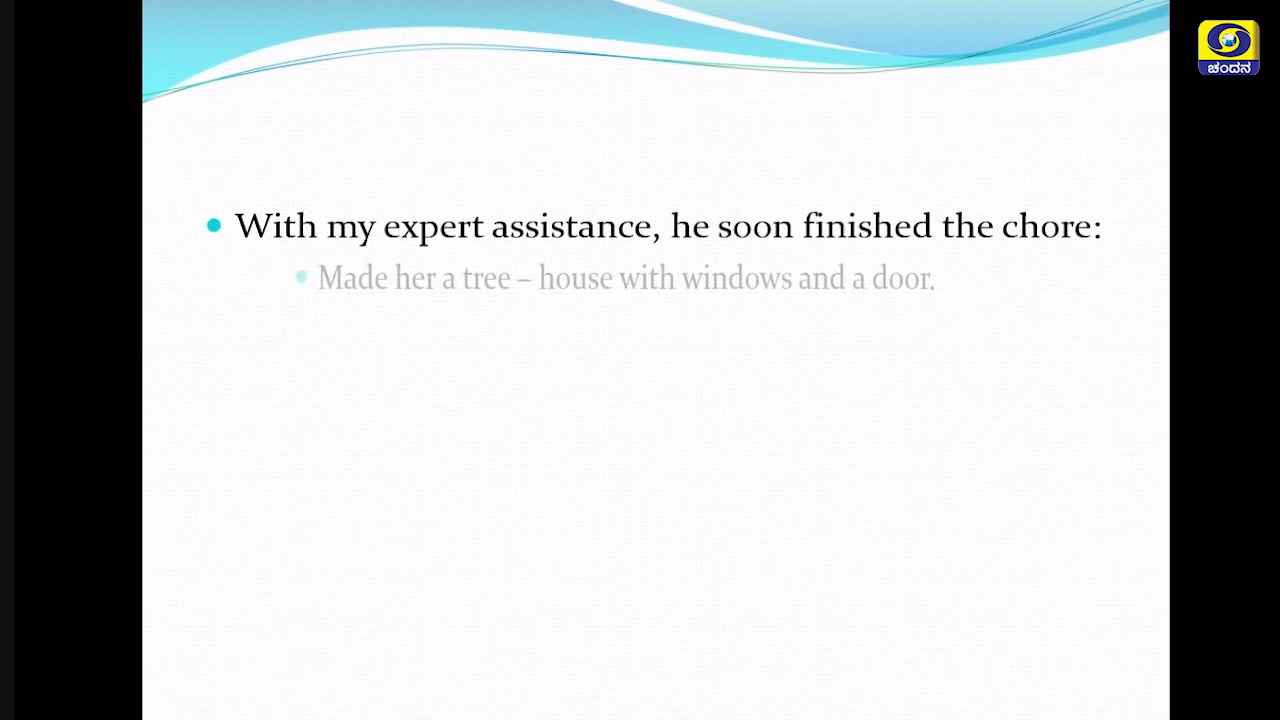 ಚಂದನ
With my expert assistance, he soon finished the chore:
Made her a tree – house with windows and a door.